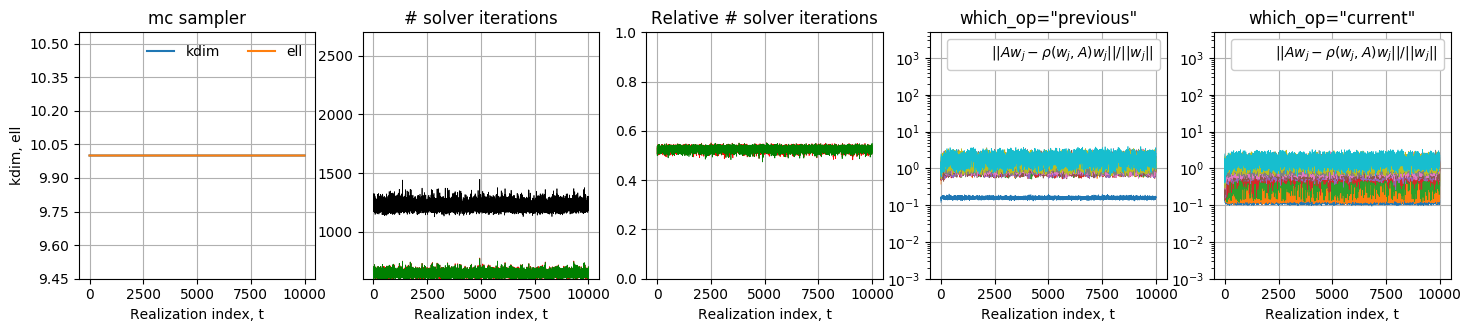 mc sampler
kdim
ell
10.50
10.35
10.20
10.05
9.90
9.75
9.60
9.45
kdim, ell
0 2500 5000 7500 10000
Realization index, t
# solver iterations
2500
2000
1500
1000
0 2500 5000 7500 10000
Realization index, t
Relative # solver iterations
1.0
0.8
0.6
0.4
0.2
0.0
0 2500 5000 7500 10000
Realization index, t
which_op="previous"
||Aw_j − ρ(w_j, A)w_j||/||w_j||
10^3
10^2
10^1
10^0
10^−1
10^−2
10^−3
0 2500 5000 7500 10000
Realization index, t
which_op="current"
||Aw_j − ρ(w_j, A)w_j||/||w_j||
10^3
10^2
10^1
10^0
10^−1
10^−2
10^−3
0 2500 5000 7500 10000
Realization index, t